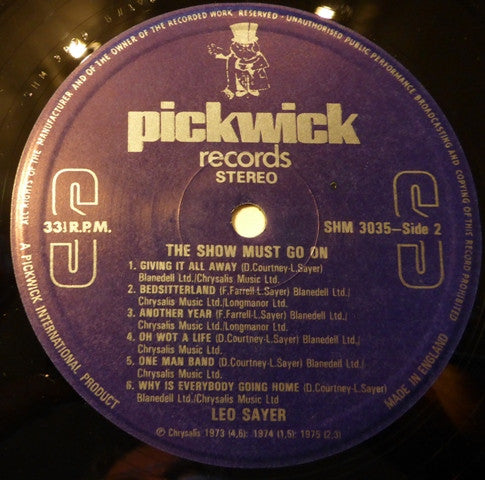 ALL RIGHTS OF THE MANUFACTURER AND OF THE OWNER OF THE RECORDED WORK RESERVED - UNAUTHORISED PUBLIC PERFORMANCE BROADCASTING AND COPYING OF THIS RECORD PROHIBITED
pickwick
records
STEREO
33⅓ R.P.M.
SHM 3035–Side 2
THE SHOW MUST GO ON
1. GIVING IT ALL AWAY (D.Courtney-L.Sayer)
Blanedell Ltd./Chrysalis Music Ltd.
2. BEDSITTERLAND (F.Farrell-L.Sayer) Blanedell Ltd./
Chrysalis Music Ltd./Longmanor Ltd.
3. ANOTHER YEAR (F.Farrell-L.Sayer) Blanedell Ltd./
Chrysalis Music Ltd./Longmanor Ltd.
4. OH WOT A LIFE (D.Courtney-L.Sayer) Blanedell Ltd./
Chrysalis Music Ltd.
5. ONE MAN BAND (D.Courtney-L.Sayer) Blanedell Ltd./
Chrysalis Music Ltd.
6. WHY IS EVERYBODY GOING HOME (D.Courtney-L.Sayer)
Blanedell Ltd./Chrysalis Music Ltd
LEO SAYER
℗ Chrysalis 1973 (4,6): 1974 (1,5): 1975 (2,3)
A PICKWICK INTERNATIONAL PRODUCT
MADE IN ENGLAND